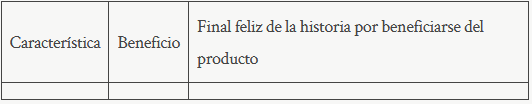 Característica
Beneficio
Final feliz de la historia por beneficiarse del
producto